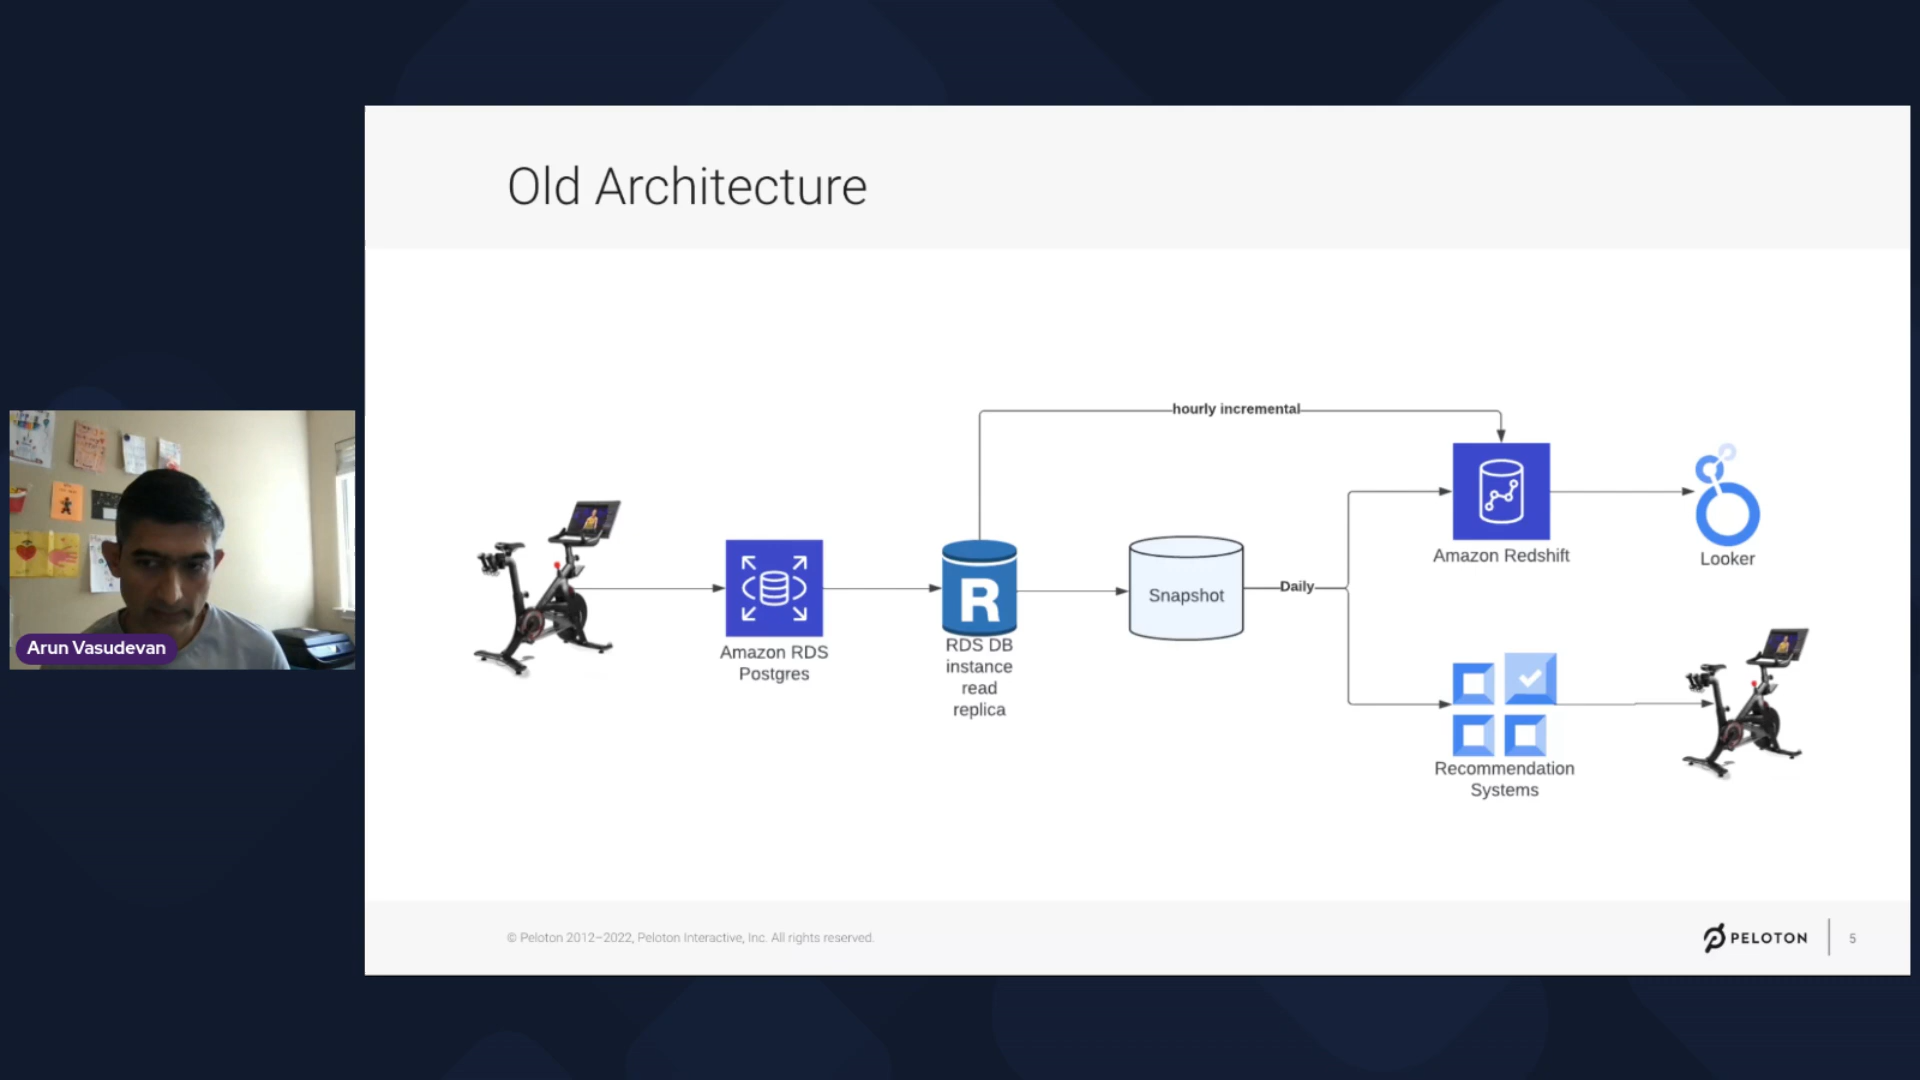 Old Architecture
hourly incremental
Amazon Redshift
Looker
Amazon RDS
Postgres
R
RDS DB
instance
read
replica
Snapshot
Daily
Recommendation
Systems
Arun Vasudevan
© Peloton 2012–2022, Peloton Interactive, Inc. All rights reserved.
PELOTON
5